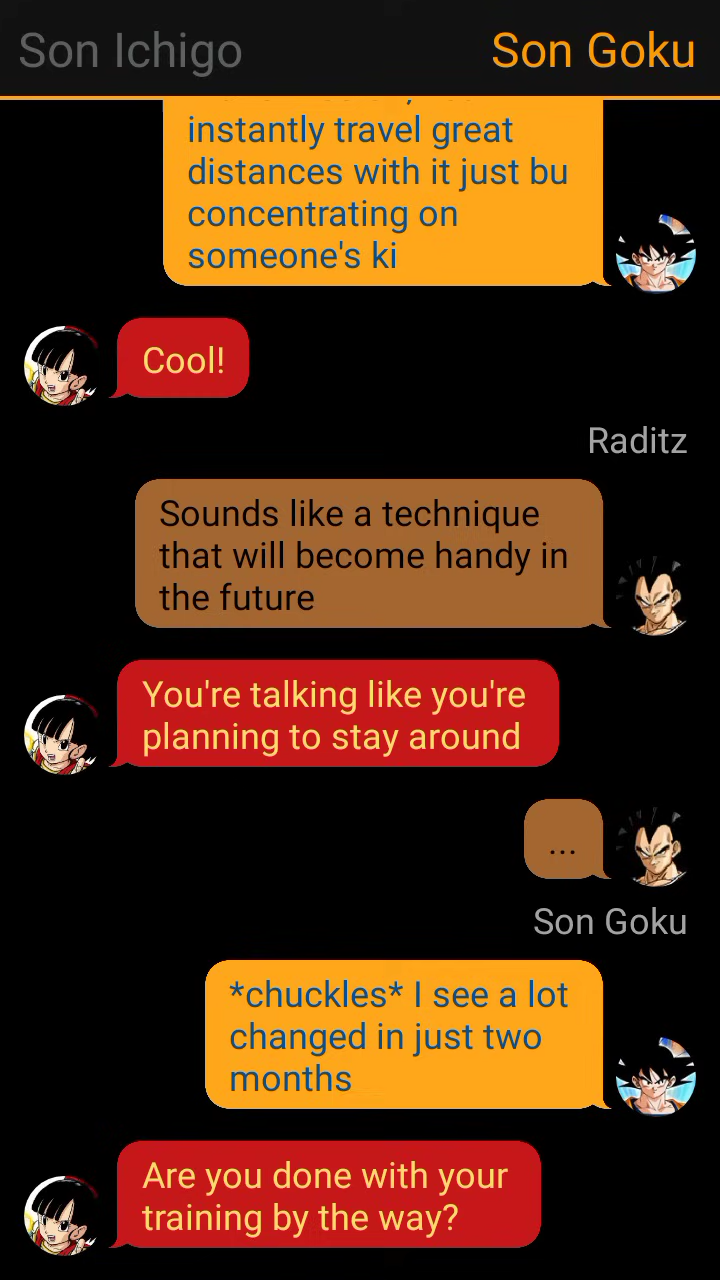 Son Ichigo
Son Goku
instantly travel great
distances with it just bu
concentrating on
someone's ki
Cool!
Raditz
Sounds like a technique
that will become handy in
the future
You're talking like you're
planning to stay around
...
Son Goku
*chuckles* I see a lot
changed in just two
months
Are you done with your
training by the way?